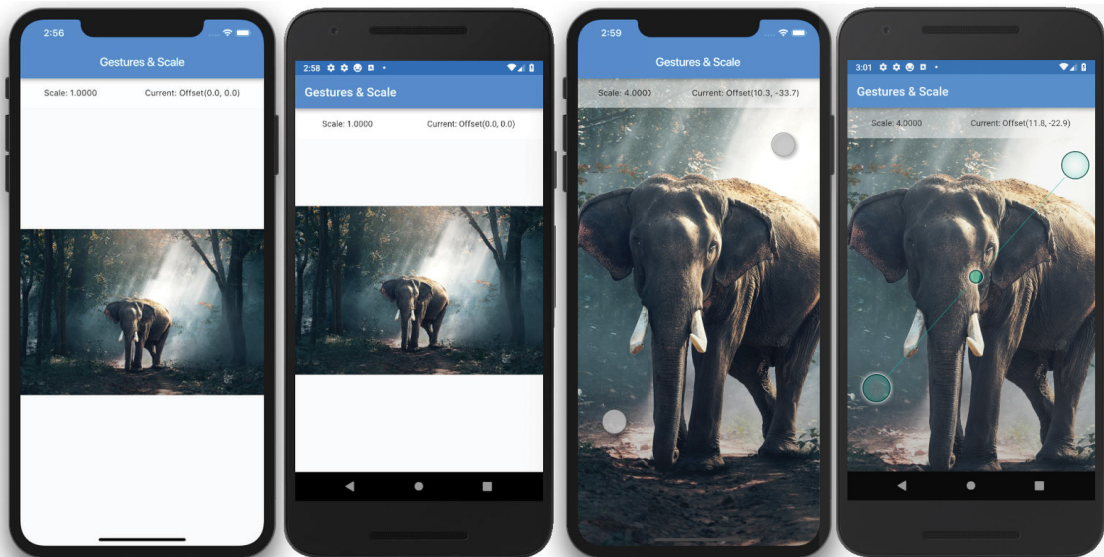 2:56
Gestures & Scale
Scale: 1.0000 Current: Offset(0.0, 0.0)
2:58
Gestures & Scale
Scale: 1.0000 Current: Offset(0.0, 0.0)
2:59
Gestures & Scale
Scale: 4.0000 Current: Offset(10.3, -33.7)
3:01
Gestures & Scale
Scale: 4.0000 Current: Offset(11.8, -22.9)